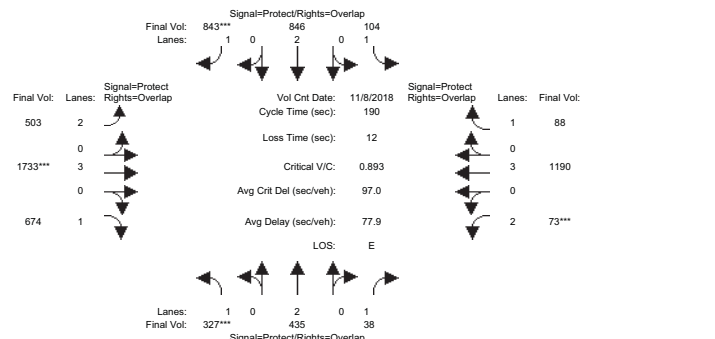 Signal=Protect/Rights=Overlap
Final Vol: 843*** 846 104
Lanes: 1 0 2 0 1
Signal=Protect Signal=Protect
Final Vol: Lanes: Rights=Overlap Vol Cnt Date: 11/8/2018 Rights=Overlap Lanes: Final Vol:
Cycle Time (sec): 190
503 2 1 88
Loss Time (sec): 12
0 0
1733*** 3 Critical V/C: 0.893 3 1190
0 Avg Crit Del (sec/veh): 97.0 0
674 1 Avg Delay (sec/veh): 77.9 2 73***
LOS: E
Lanes: 1 0 2 0 1
Final Vol: 327*** 435 38
Signal=Protect/Rights=Overlap